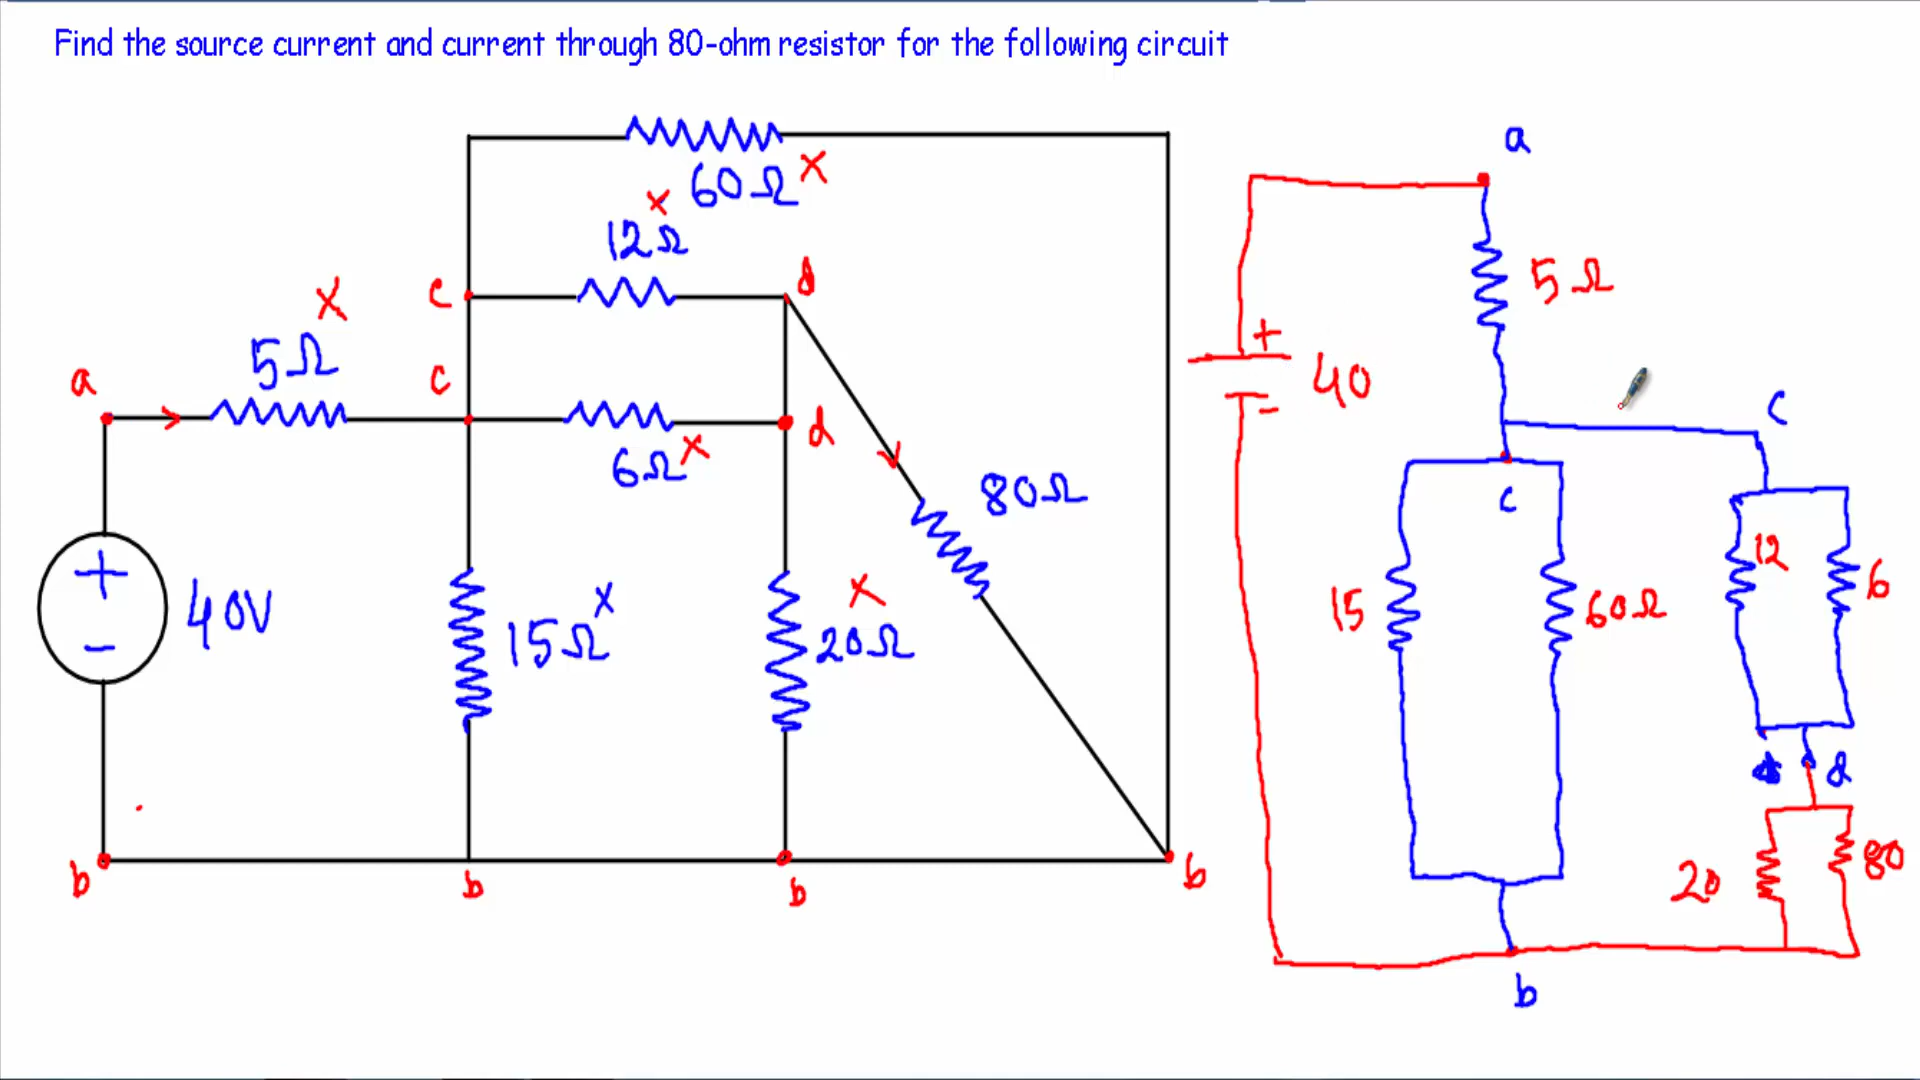 Find the source current and current through 80-ohm resistor for the following circuit
a
60Ω x
x
12Ω
d
a
x
c
5Ω
5Ω
c
+
40
c
d
6Ω x
80Ω
c
12
6
+
-
40V
x
15Ω
x
20Ω
15
60Ω
d
20
80
b
b
b
b
b